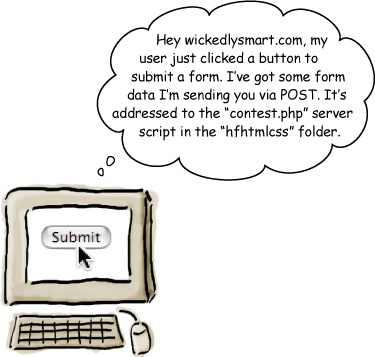 Hey wickedlysmart.com, my
user just clicked a button to
submit a form. I've got some form
data I'm sending you via POST. It's
addressed to the “contest.php” server
script in the “hfhtmlcss” folder.
Submit